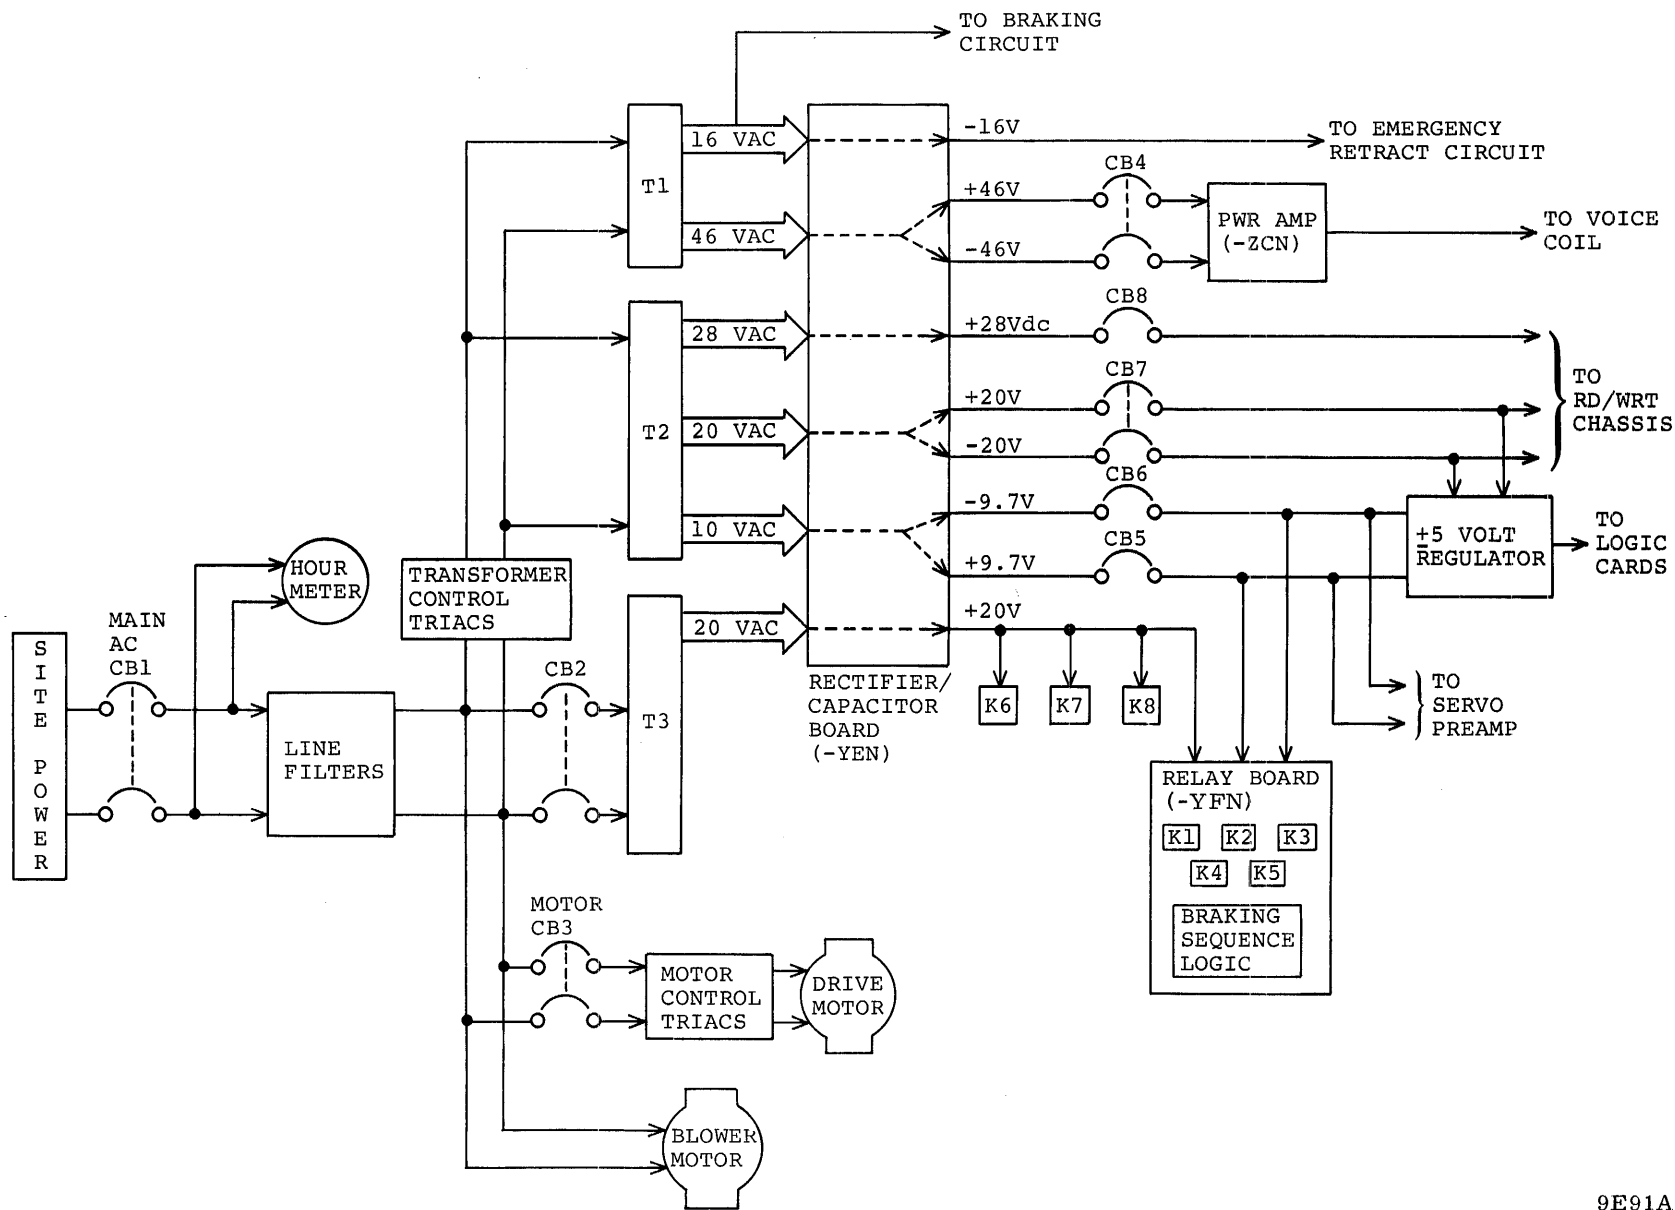 TO BRAKING
CIRCUIT
T1
16 VAC
46 VAC
-16V
TO EMERGENCY
RETRACT CIRCUIT
+46V
-46V
CB4
PWR AMP
(-ZCN)
TO VOICE
COIL
T2
28 VAC
20 VAC
10 VAC
+28Vdc
CB8
+20V
-20V
CB7
TO
RD/WRT
CHASSIS
-9.7V
CB6
+9.7V
CB5
±5 VOLT
REGULATOR
TO
LOGIC
CARDS
HOUR
METER
TRANSFORMER
CONTROL
TRIACS
T3
20 VAC
+20V
RECTIFIER/
CAPACITOR
BOARD
(-YEN)
K6
K7
K8
TO
SERVO
PREAMP
SITE POWER
MAIN
AC
CB1
LINE
FILTERS
CB2
RELAY BOARD
(-YFN)
K1
K2
K3
K4
K5
BRAKING
SEQUENCE
LOGIC
MOTOR
CB3
MOTOR
CONTROL
TRIACS
DRIVE
MOTOR
BLOWER
MOTOR
9E91A